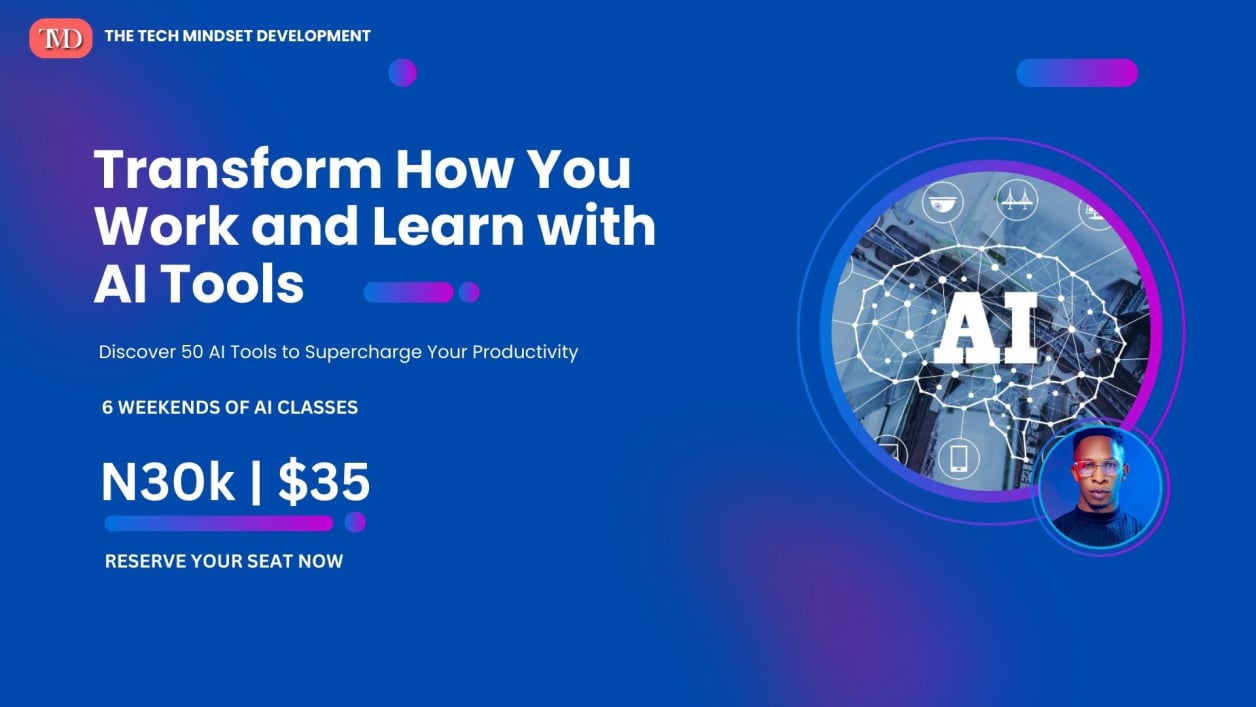 TMD
THE TECH MINDSET DEVELOPMENT
Transform How You
Work and Learn with
AI Tools
Discover 50 AI Tools to Supercharge Your Productivity
6 WEEKENDS OF AI CLASSES
N30k | $35
RESERVE YOUR SEAT NOW
AI